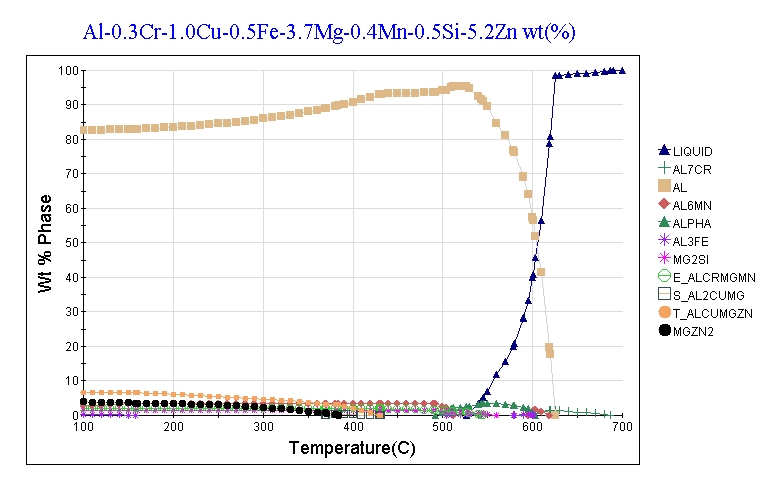 Al-0.3Cr-1.0Cu-0.5Fe-3.7Mg-0.4Mn-0.5Si-5.2Zn wt(%)
100
90
80
70
60
50
40
30
20
10
0
Wt % Phase
100 200 300 400 500 600 700
Temperature(C)
LIQUID
AL7CR
AL
AL6MN
ALPHA
AL3FE
MG2SI
E_ALCRMGMN
S_AL2CUMG
T_ALCUMGZN
MGZN2